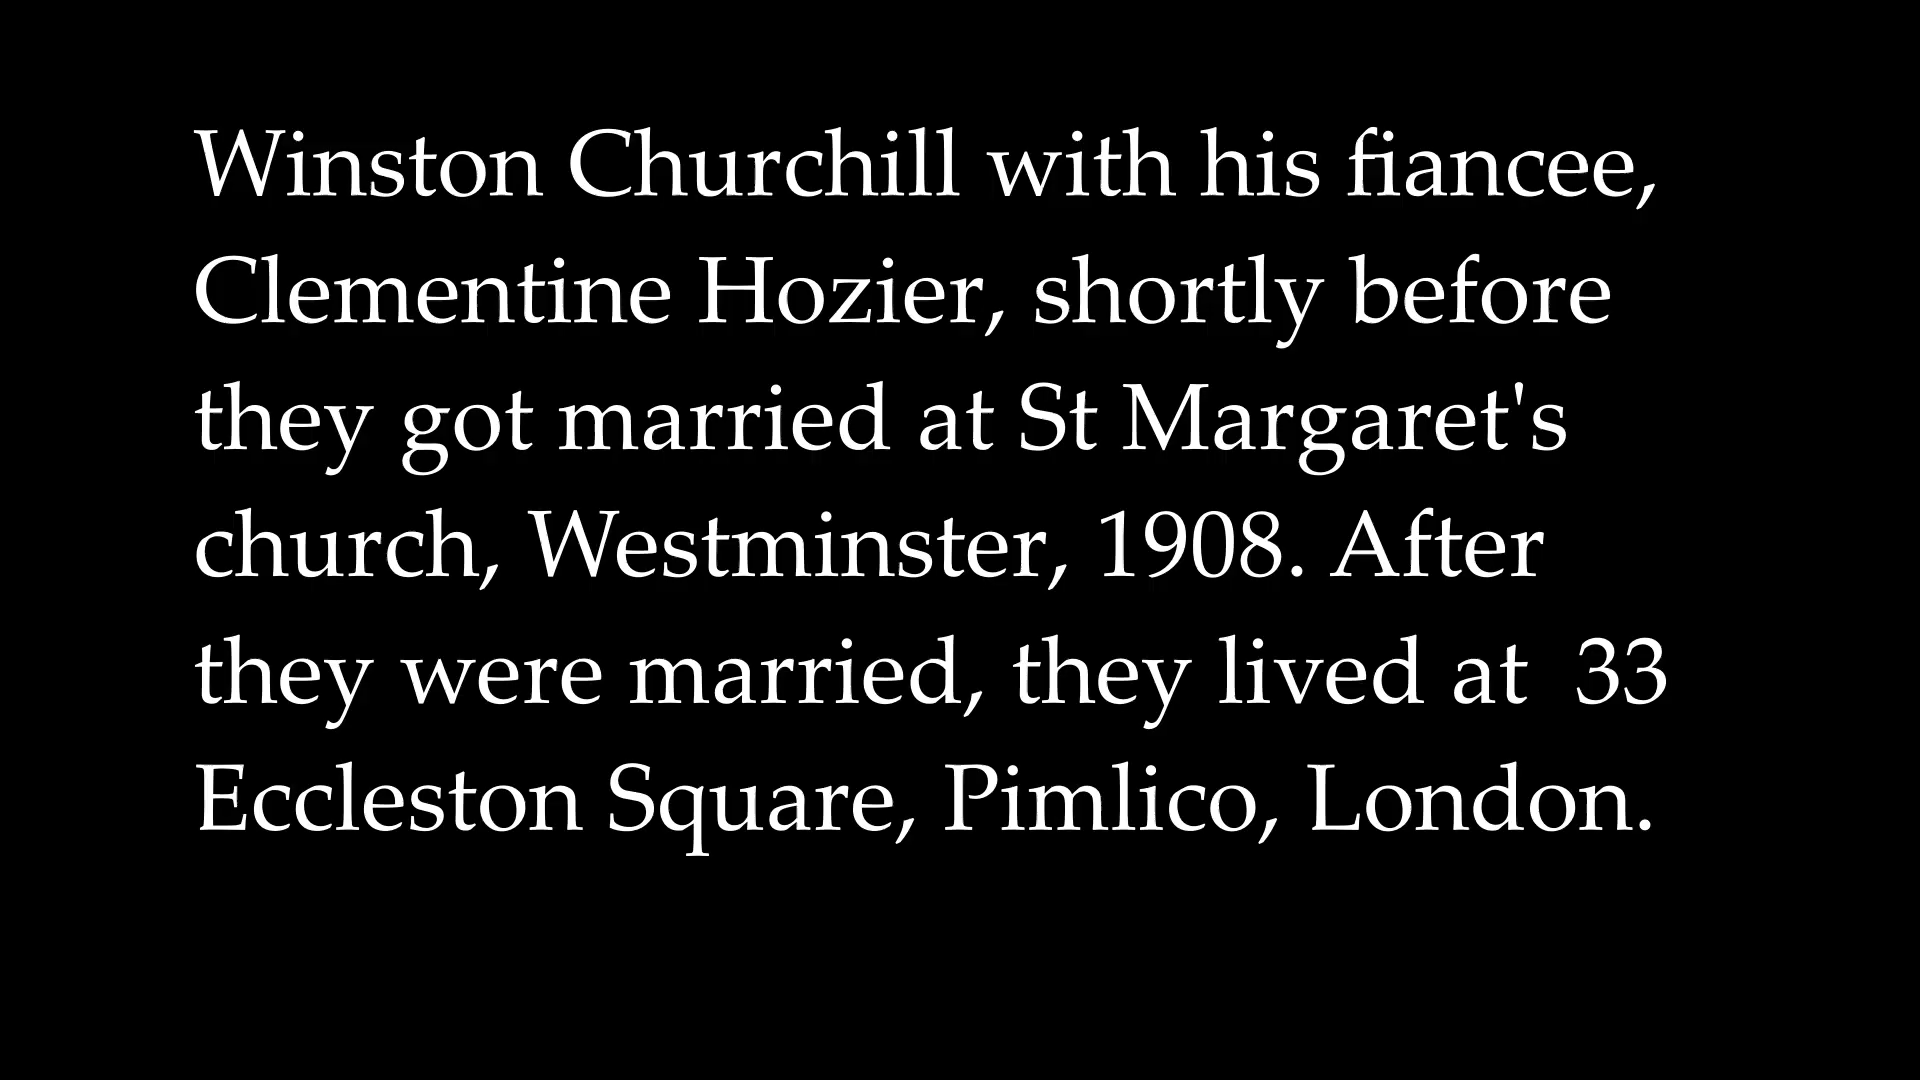 Winston Churchill with his fiancee,
Clementine Hozier, shortly before
they got married at St Margaret's
church, Westminster, 1908. After
they were married, they lived at  33
Eccleston Square, Pimlico, London.